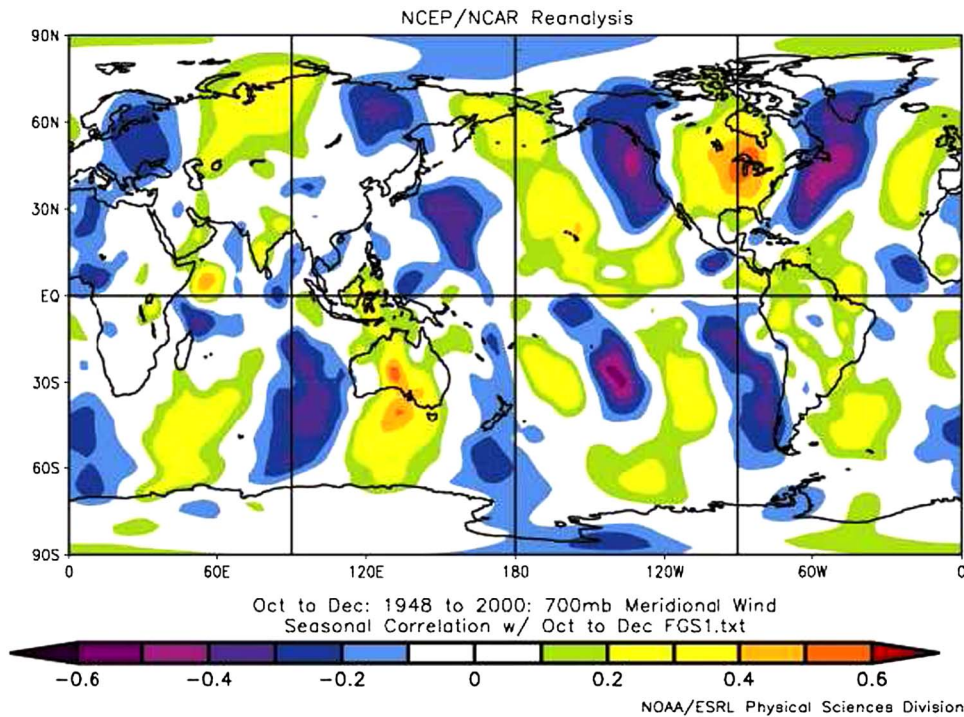 NCEP/NCAR Reanalysis
90N
60N
30N
EQ
30S
60S
90S
0 60E 120E 180 120W 60W 0
Oct to Dec: 1948 to 2000: 700mb Meridional Wind
Seasonal Correlation w/ Oct to Dec FGS1.txt
-0.6 -0.4 -0.2 0 0.2 0.4 0.6
NOAA/ESRL Physical Sciences Division